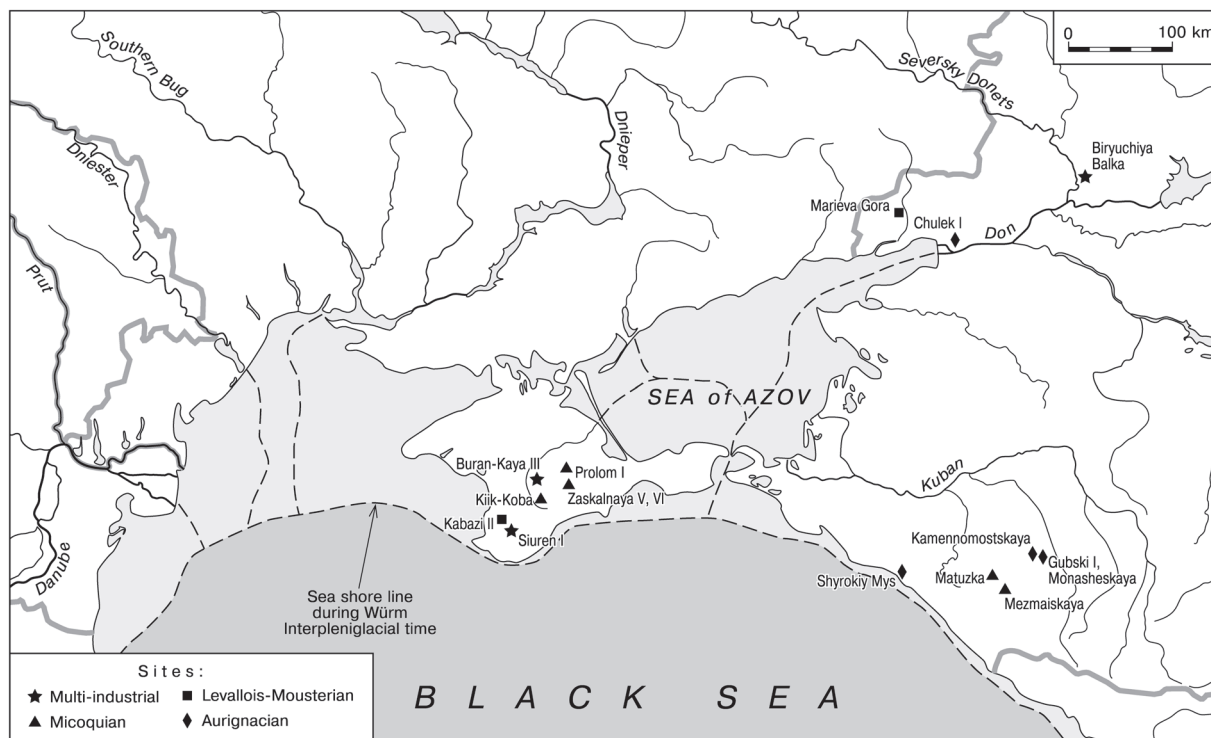 0 100 km
Southern Bug
Seversky Donets
Dnieper
Biryuchiya
Balka
Dniester
Marieva Gora
Chulek I
Don
Prut
SEA of AZOV
Buran-Kaya III
Prolom I
Kiik-Koba
Zaskalnaya V, VI
Kuban
Kabazi II
Siuren I
Kamennomostskaya
Gubski I,
Monasheskaya
Danube
Shyrokiy Mys
Matuzka
Mezmaiskaya
Sea shore line
during Würm
Interpleniglacial time
Sites:
Multi-industrial
Levallois-Mousterian
Micoquian
Aurignacian
BLACK SEA